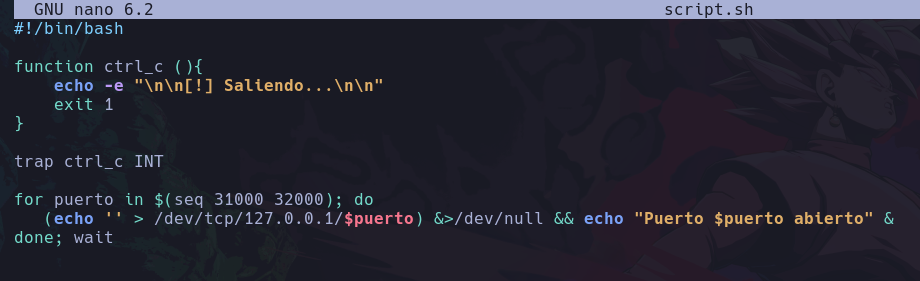 GNU nano 6.2 script.sh
#!/bin/bash
function ctrl_c (){
echo -e "\n\n[!] Saliendo...\n\n"
exit 1
}
trap ctrl_c INT
for puerto in $(seq 31000 32000); do
(echo '' > /dev/tcp/127.0.0.1/$puerto) &>/dev/null && echo "Puerto $puerto abierto" &
done; wait